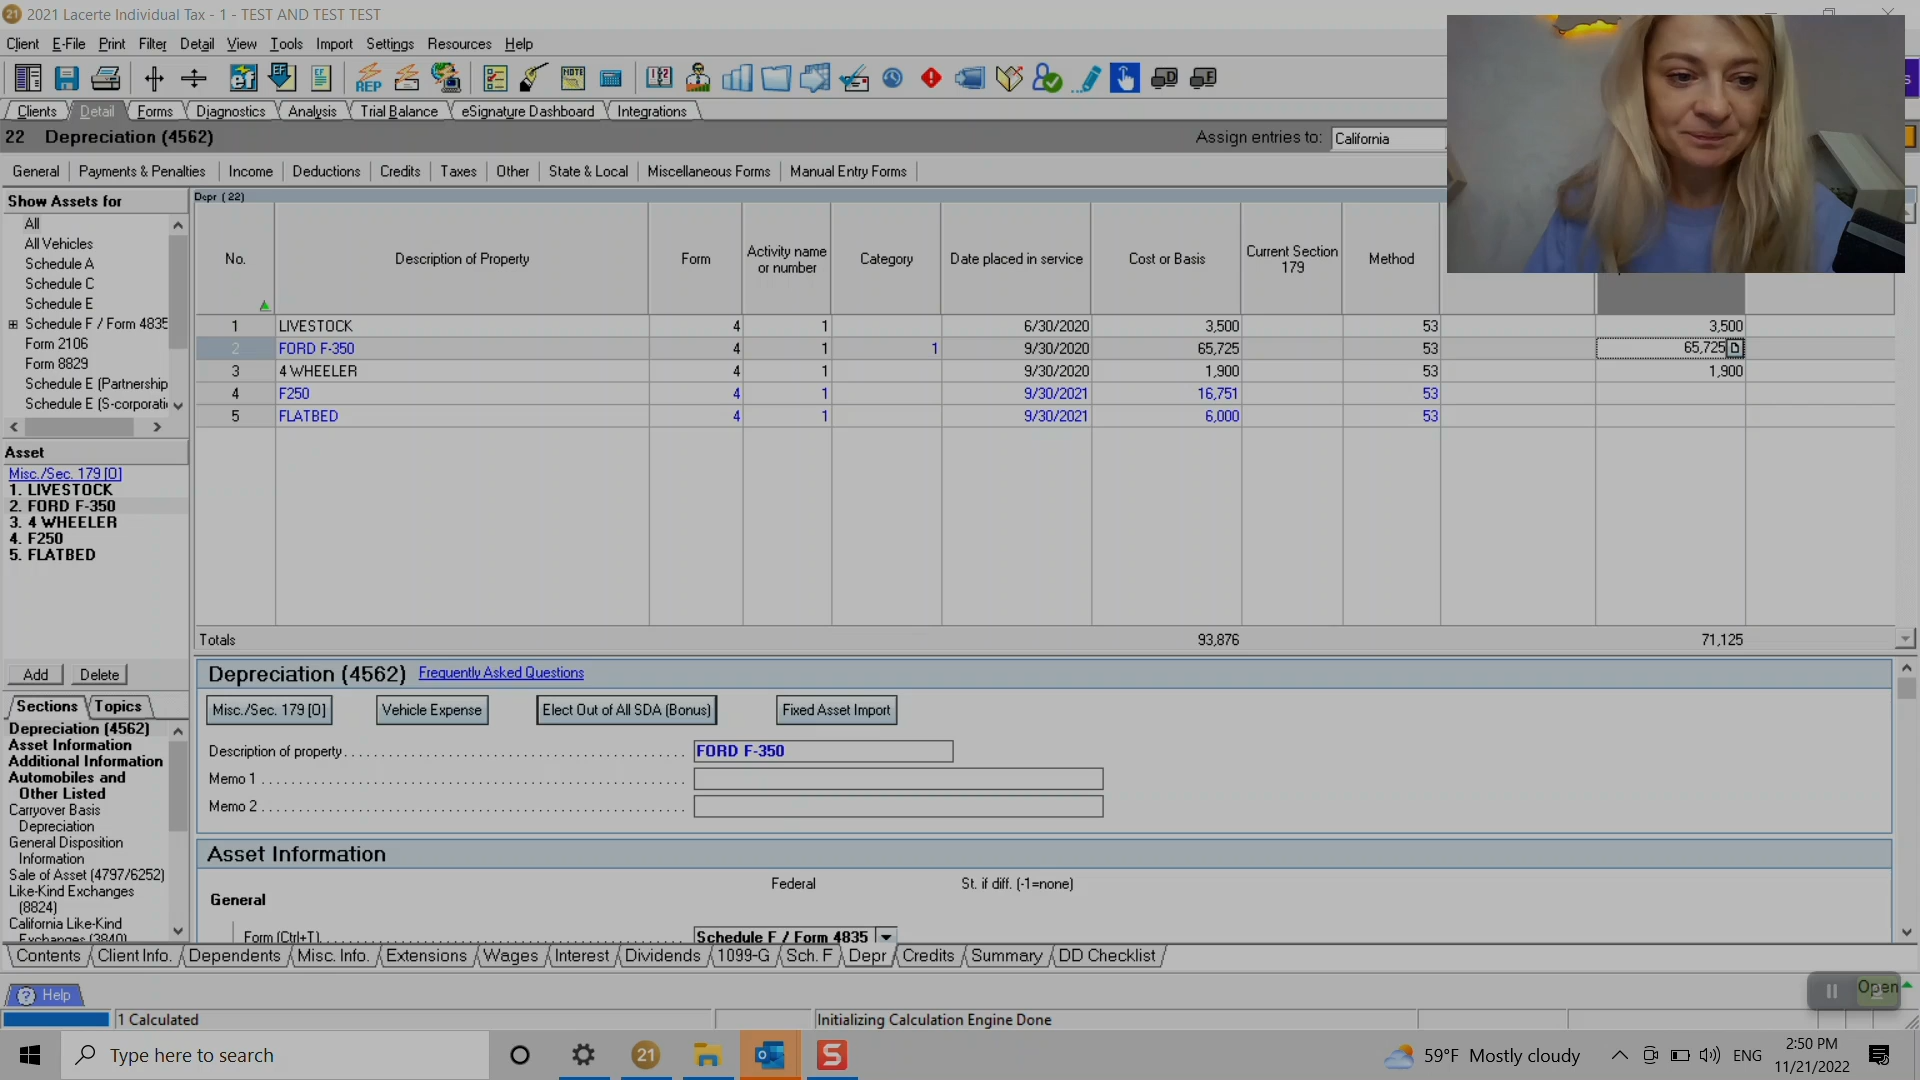 2021 Lacerte Individual Tax - 1 - TEST AND TEST TEST
Client E-File Print Filter Detail View Tools Import Settings Resources Help
Clients Detail Forms Diagnostics Analysis Trial Balance eSignature Dashboard Integrations
22 Depreciation (4562) Assign entries to: California
General Payments & Penalties Income Deductions Credits Taxes Other State & Local Miscellaneous Forms Manual Entry Forms
Show Assets for
All
All Vehicles
Schedule A
Schedule C
Schedule E
Schedule F / Form 4835
Form 2106
Form 8829
Schedule E (Partnership
Schedule E (S-corporati
Asset
Misc./Sec. 179 [O]
1. LIVESTOCK
2. FORD F-350
3. 4 WHEELER
4. F250
5. FLATBED
Add Delete
Sections Topics
Depreciation (4562)
Asset Information
Additional Information
Automobiles and
Other Listed
Carryover Basis
Depreciation
General Disposition
Information
Sale of Asset (4797/6252)
Like-Kind Exchanges
(8824)
California Like-Kind
Exchanges (3840)
Depr (22)
No. Description of Property Form Activity name or number Category Date placed in service Cost or Basis Current Section 179 Method
1 LIVESTOCK 4 1 6/30/2020 3,500 53 3,500
2 FORD F-350 4 1 1 9/30/2020 65,725 53 65,725
3 4 WHEELER 4 1 9/30/2020 1,900 53 1,900
4 F250 4 1 9/30/2021 16,751 53
5 FLATBED 4 1 9/30/2021 6,000 53
Totals 93,876 71,125
Depreciation (4562) Frequently Asked Questions
Misc./Sec. 179 [O] Vehicle Expense Elect Out of All SDA (Bonus) Fixed Asset Import
Description of property FORD F-350
Memo 1
Memo 2
Asset Information
Federal St. if diff. (-1=none)
General
Form (Ctrl+T) Schedule F / Form 4835
Contents Client Info. Dependents Misc. Info. Extensions Wages Interest Dividends 1099-G Sch. F Depr Credits Summary DD Checklist
Help
Open
1 Calculated Initializing Calculation Engine Done
Type here to search 21 S 59°F Mostly cloudy ENG 2:50 PM
11/21/2022